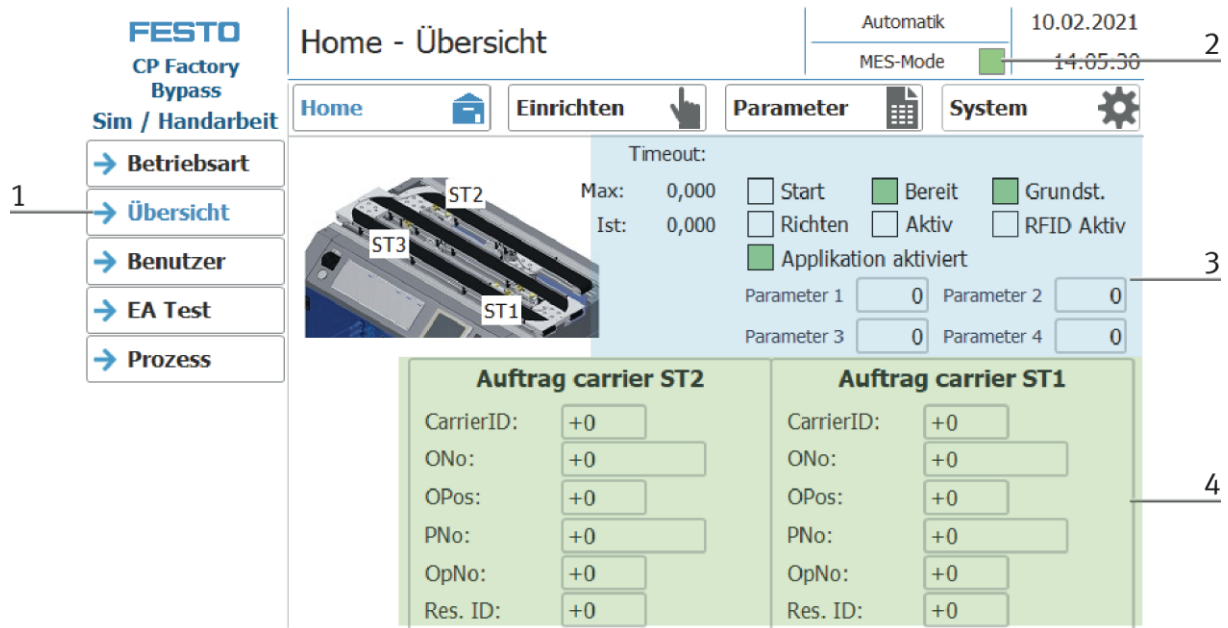 FESTO
CP Factory
Bypass
Sim / Handarbeit
Home - Übersicht
Automatik
10.02.2021
MES-Mode
14:05:30
2
Home
Einrichten
Parameter
System
1
Betriebsart
Übersicht
Benutzer
EA Test
Prozess
ST2
ST3
ST1
Timeout:
Max: 0,000
Ist: 0,000
Start
Bereit
Grundst.
Richten
Aktiv
RFID Aktiv
Applikation aktiviert
Parameter 1 0 Parameter 2 0
Parameter 3 0 Parameter 4 0
3
Auftrag carrier ST2
CarrierID: +0
ONo: +0
OPos: +0
PNo: +0
OpNo: +0
Res. ID: +0
Auftrag carrier ST1
CarrierID: +0
ONo: +0
OPos: +0
PNo: +0
OpNo: +0
Res. ID: +0
4